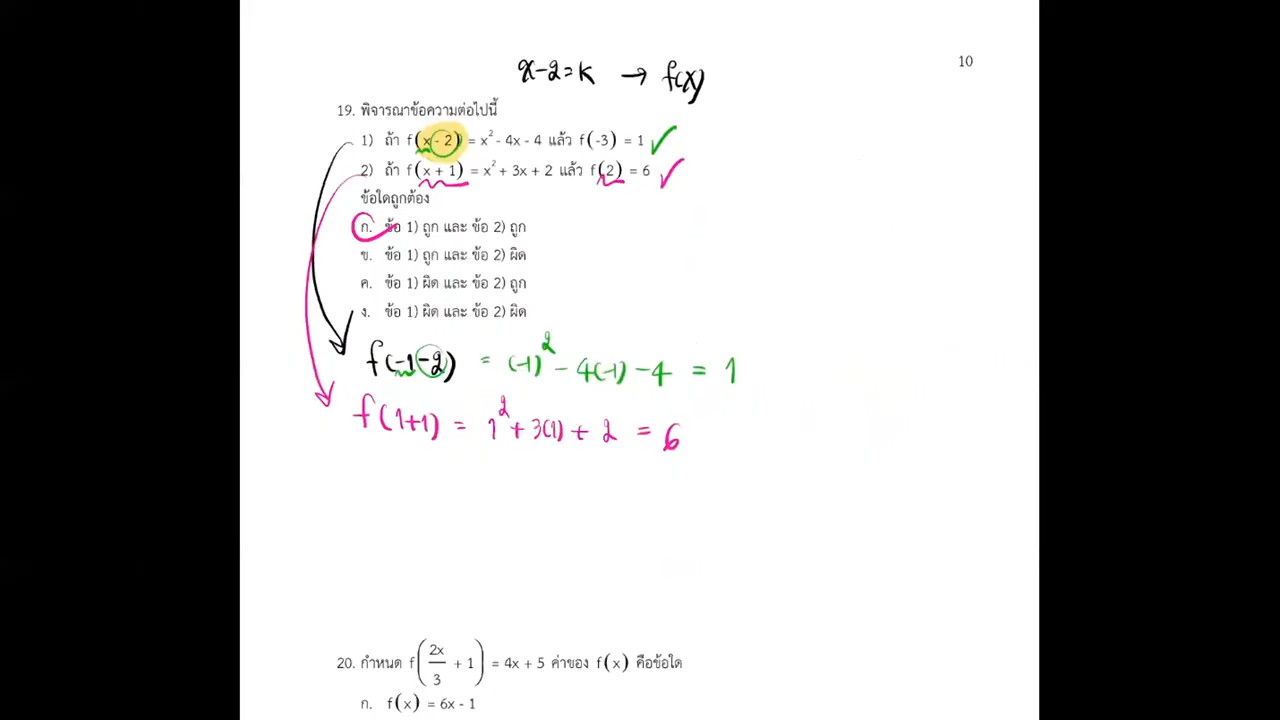 x-2=k → f(x)
10
19. พิจารณาข้อความต่อไปนี้
1) ถ้า f(x - 2) = x² - 4x - 4 แล้ว f(-3) = 1 ✓
2) ถ้า f(x + 1) = x² + 3x + 2 แล้ว f(2) = 6 ✓
ข้อใดถูกต้อง
ก. ข้อ 1) ถูก และ ข้อ 2) ถูก
ข. ข้อ 1) ถูก และ ข้อ 2) ผิด
ค. ข้อ 1) ผิด และ ข้อ 2) ถูก
ง. ข้อ 1) ผิด และ ข้อ 2) ผิด
f(-1-2) = (-1)² - 4(-1) - 4 = 1
f(1+1) = 1² + 3(1) + 2 = 6
20. กำหนด f(2x/3 + 1) = 4x + 5 ค่าของ f(x) คือข้อใด
ก. f(x) = 6x - 1